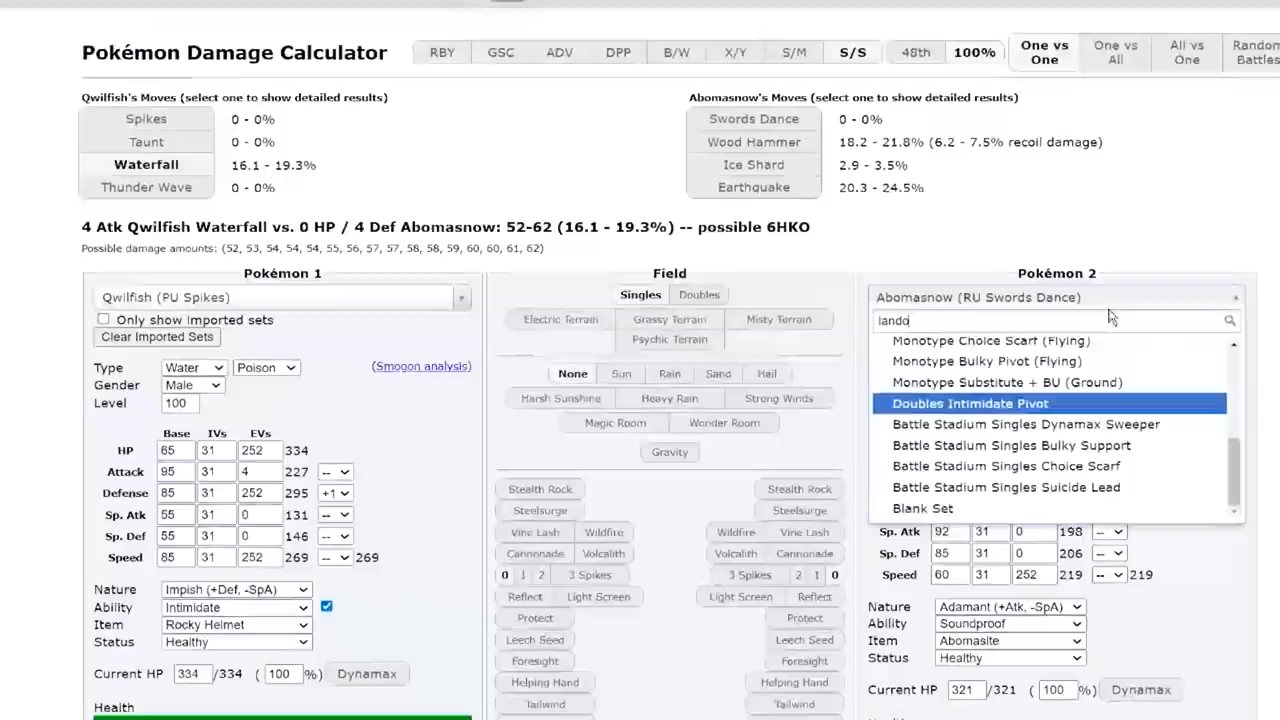 Pokémon Damage Calculator
RBY GSC ADV DPP B/W X/Y S/M S/S 48th 100% One vs One One vs All All vs One Random Battles
Qwilfish's Moves (select one to show detailed results)
Spikes 0 - 0%
Taunt 0 - 0%
Waterfall 16.1 - 19.3%
Thunder Wave 0 - 0%
Abomasnow's Moves (select one to show detailed results)
Swords Dance 0 - 0%
Wood Hammer 18.2 - 21.8% (6.2 - 7.5% recoil damage)
Ice Shard 2.9 - 3.5%
Earthquake 20.3 - 24.5%
4 Atk Qwilfish Waterfall vs. 0 HP / 4 Def Abomasnow: 52-62 (16.1 - 19.3%) -- possible 6HKO
Possible damage amounts: (52, 53, 54, 54, 54, 55, 56, 57, 57, 58, 58, 59, 60, 60, 61, 62)
Pokémon 1
Qwilfish (PU Spikes)
Only show imported sets
Clear Imported Sets
Type Water Poison (Smogon analysis)
Gender Male
Level 100
Base IVs EVs
HP 65 31 252 334
Attack 95 31 4 227 --
Defense 85 31 252 295 +1
Sp. Atk 55 31 0 131 --
Sp. Def 55 31 0 146 --
Speed 85 31 252 269 -- 269
Nature Impish (+Def, -SpA)
Ability Intimidate
Item Rocky Helmet
Status Healthy
Current HP 334 /334 ( 100 %) Dynamax
Health
Field
Singles Doubles
Electric Terrain Grassy Terrain Misty Terrain
Psychic Terrain
None Sun Rain Sand Hail
Harsh Sunshine Heavy Rain Strong Winds
Magic Room Wonder Room
Gravity
Stealth Rock Stealth Rock
Steelsurge Steelsurge
Vine Lash Wildfire Wildfire Vine Lash
Cannonade Volcalith Volcalith Cannonade
0 1 2 3 Spikes 3 Spikes 2 1 0
Reflect Light Screen Light Screen Reflect
Protect Protect
Leech Seed Leech Seed
Foresight Foresight
Helping Hand Helping Hand
Tailwind Tailwind
Pokémon 2
Abomasnow (RU Swords Dance)
lando
Monotype Choice Scarf (Flying)
Monotype Bulky Pivot (Flying)
Monotype Substitute + BU (Ground)
Doubles Intimidate Pivot
Battle Stadium Singles Dynamax Sweeper
Battle Stadium Singles Bulky Support
Battle Stadium Singles Choice Scarf
Battle Stadium Singles Suicide Lead
Blank Set
Sp. Atk 92 31 0 198 --
Sp. Def 85 31 0 206 --
Speed 60 31 252 219 -- 219
Nature Adamant (+Atk, -SpA)
Ability Soundproof
Item Abomasite
Status Healthy
Current HP 321 /321 ( 100 %) Dynamax